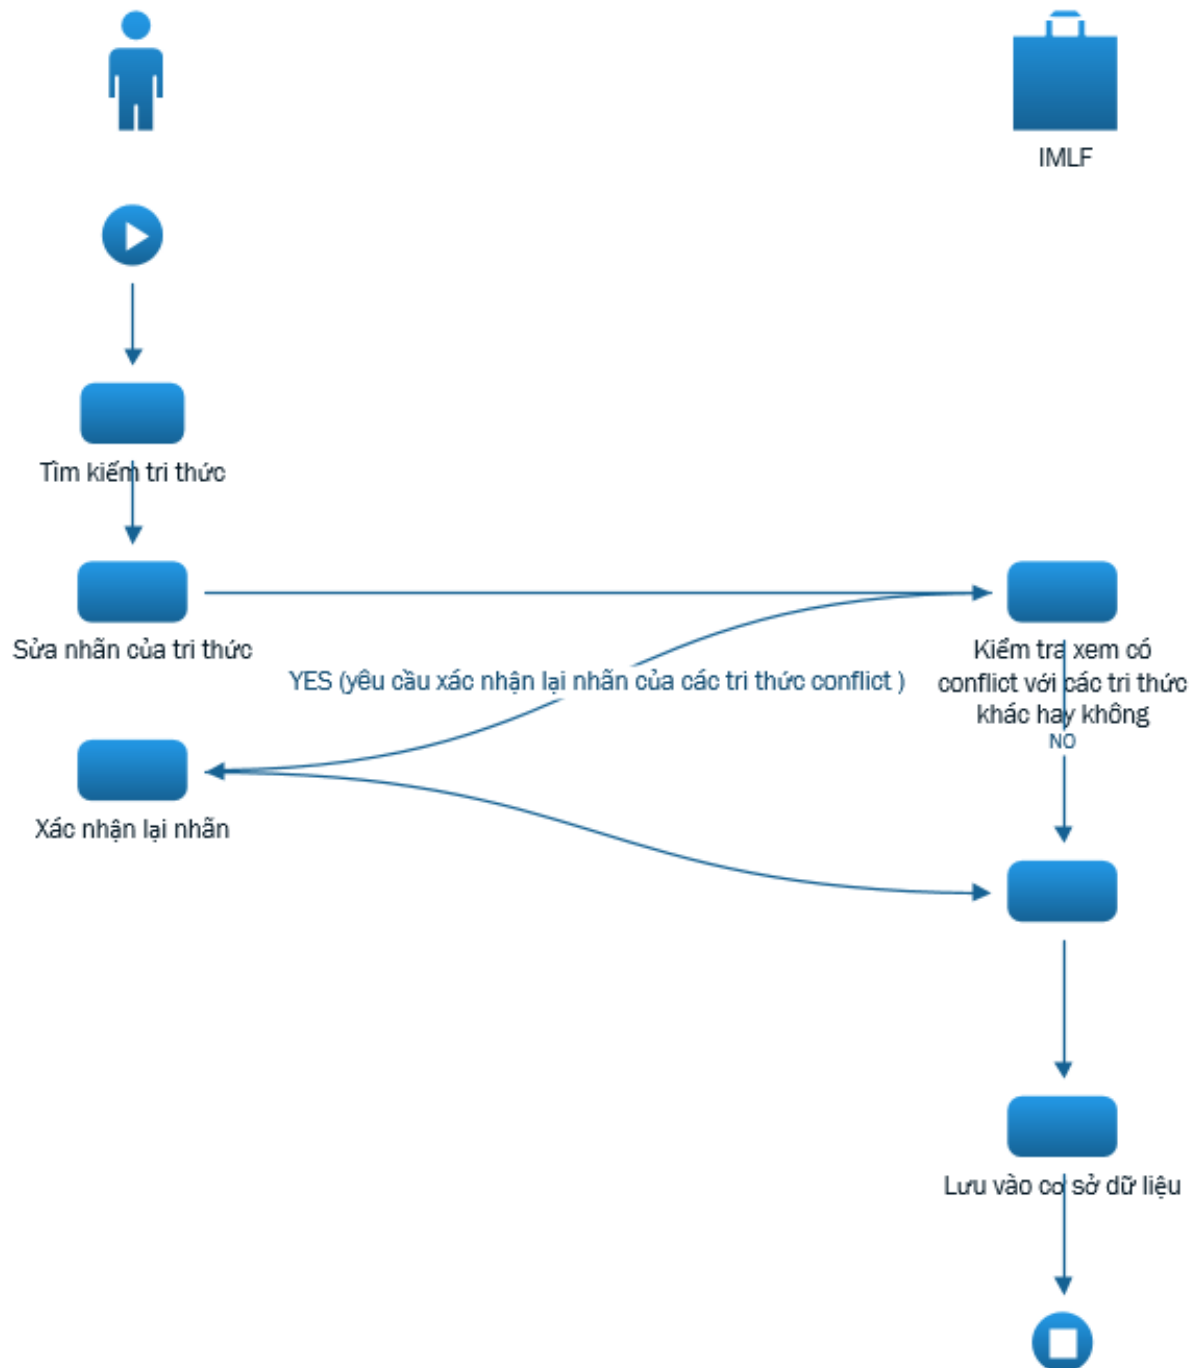 IMLF
Tìm kiếm tri thức
Sửa nhãn của tri thức
Kiểm tra xem có
conflict với các tri thức
khác hay không
YES (yêu cầu xác nhận lại nhãn của các tri thức conflict )
NO
Xác nhận lại nhãn
Lưu vào cơ sở dữ liệu